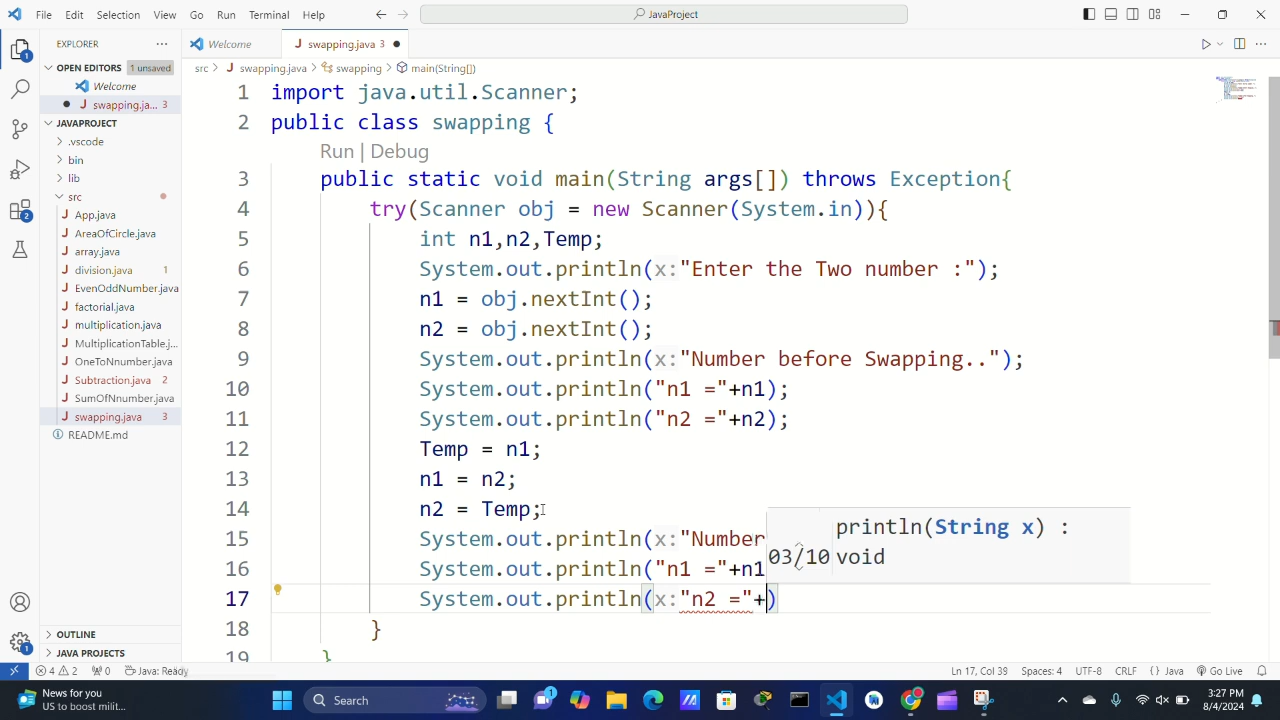 File Edit Selection View Go Run Terminal Help
JavaProject
EXPLORER
Welcome
swapping.java 3
OPEN EDITORS 1 unsaved
src > swapping.java > swapping > main(String[])
Welcome
swapping.ja... 3
JAVAPROJECT
.vscode
bin
lib
src
App.java
AreaOfCircle.java
array.java
division.java 1
EvenOddNumber.java
factorial.java
multiplication.java
MultiplicationTable.j...
OneToNnumber.java
Subtraction.java 2
SumOfNnumber.java
swapping.java 3
README.md
OUTLINE
JAVA PROJECTS
1 import java.util.Scanner;
2 public class swapping {
Run | Debug
3 public static void main(String args[]) throws Exception{
4 try(Scanner obj = new Scanner(System.in)){
5 int n1,n2,Temp;
6 System.out.println(x:"Enter the Two number :");
7 n1 = obj.nextInt();
8 n2 = obj.nextInt();
9 System.out.println(x:"Number before Swapping..");
10 System.out.println("n1 ="+n1);
11 System.out.println("n2 ="+n2);
12 Temp = n1;
13 n1 = n2;
14 n2 = Temp;
15 System.out.println(x:"Number
16 System.out.println("n1 ="+n1
17 System.out.println(x:"n2 ="+)
18 }
19 }
println(String x) :
03/10 void
4 2 0 Java: Ready
Ln 17, Col 39 Spaces: 4 UTF-8 CRLF {} Java Go Live
News for you
US to boost milit...
Search
3:27 PM
8/4/2024